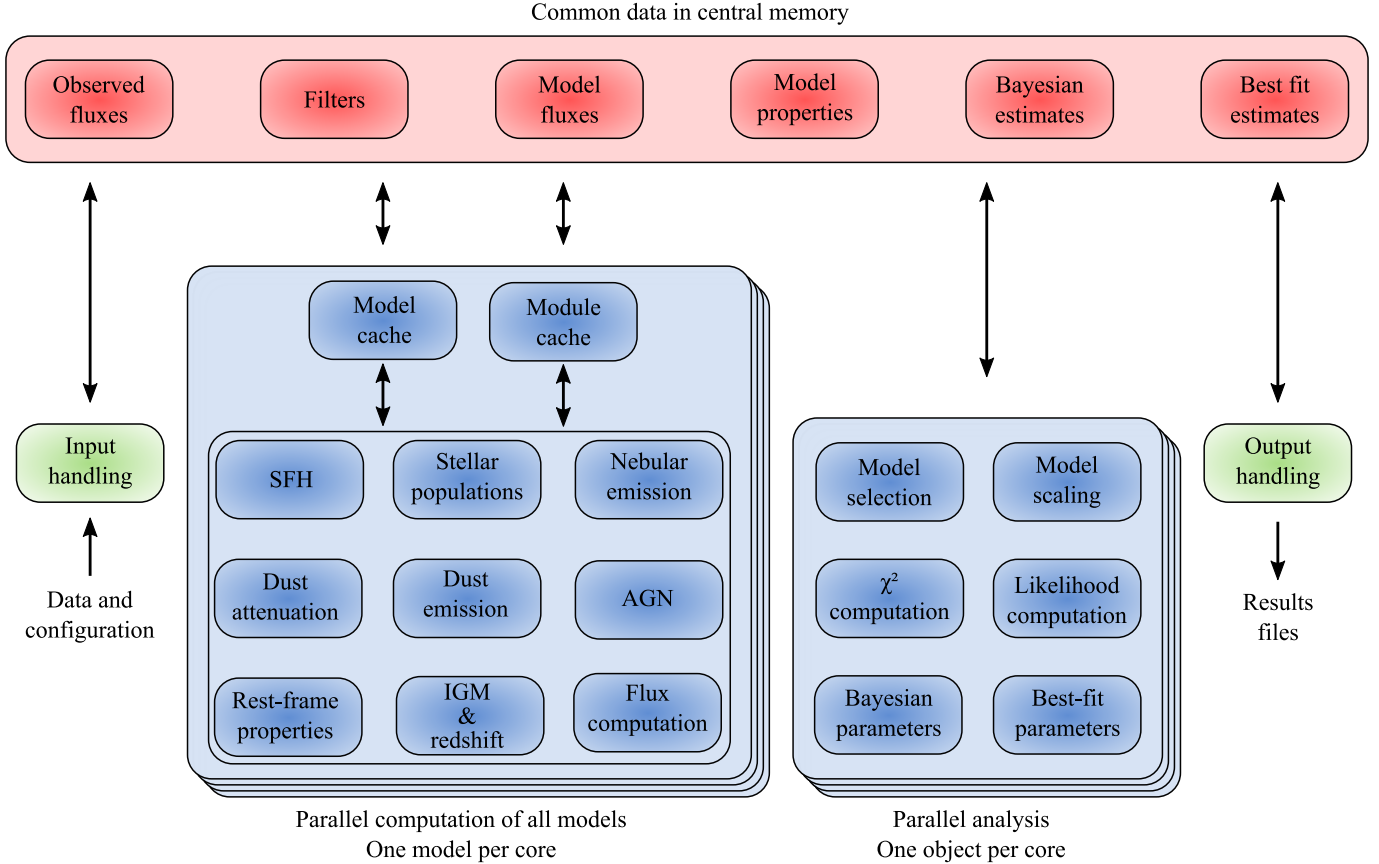 Common data in central memory
Observed
fluxes
Filters
Model
fluxes
Model
properties
Bayesian
estimates
Best fit
estimates
Model
cache
Module
cache
Input
handling
Data and
configuration
SFH
Stellar
populations
Nebular
emission
Dust
attenuation
Dust
emission
AGN
Rest-frame
properties
IGM
&
redshift
Flux
computation
Parallel computation of all models
One model per core
Model
selection
Model
scaling
χ²
computation
Likelihood
computation
Bayesian
parameters
Best-fit
parameters
Parallel analysis
One object per core
Output
handling
Results
files